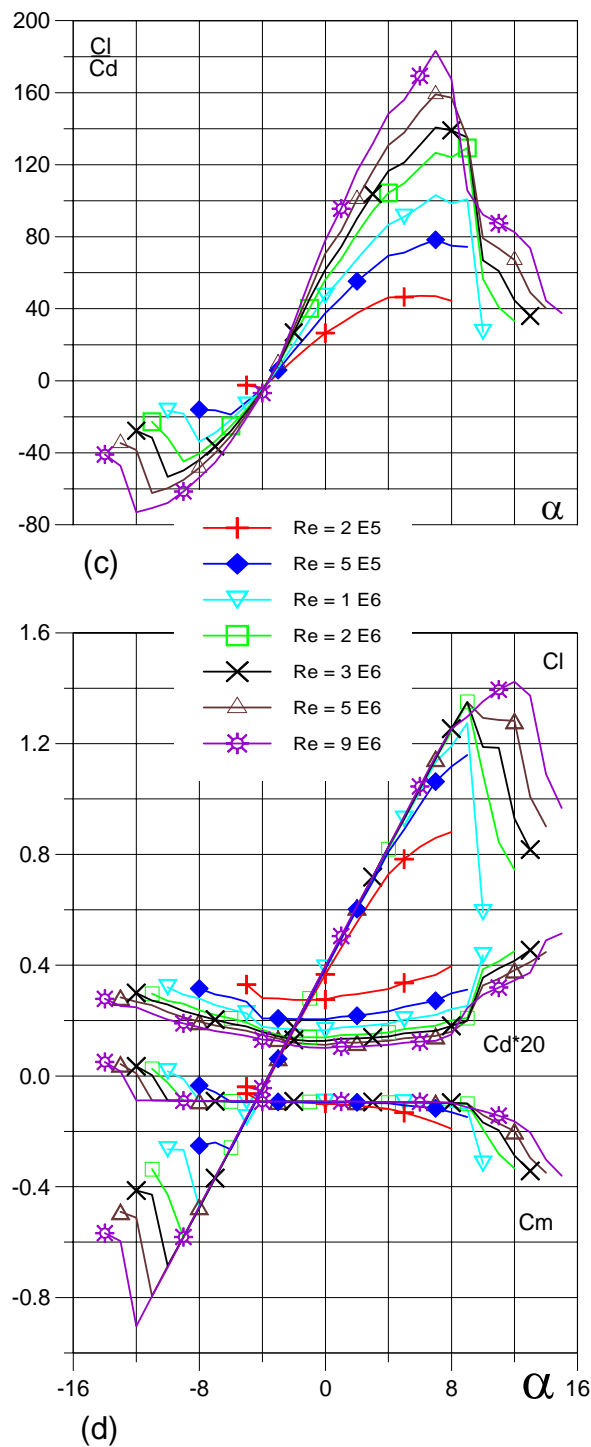 200
Cl
Cd
160
120
80
40
0
-40
-80
α
(c)
Re = 2 E5
Re = 5 E5
Re = 1 E6
Re = 2 E6
Re = 3 E6
Re = 5 E6
Re = 9 E6
1.6
Cl
1.2
0.8
0.4
Cd*20
0.0
-0.4
Cm
-0.8
-16 -8 0 8 α 16
(d)